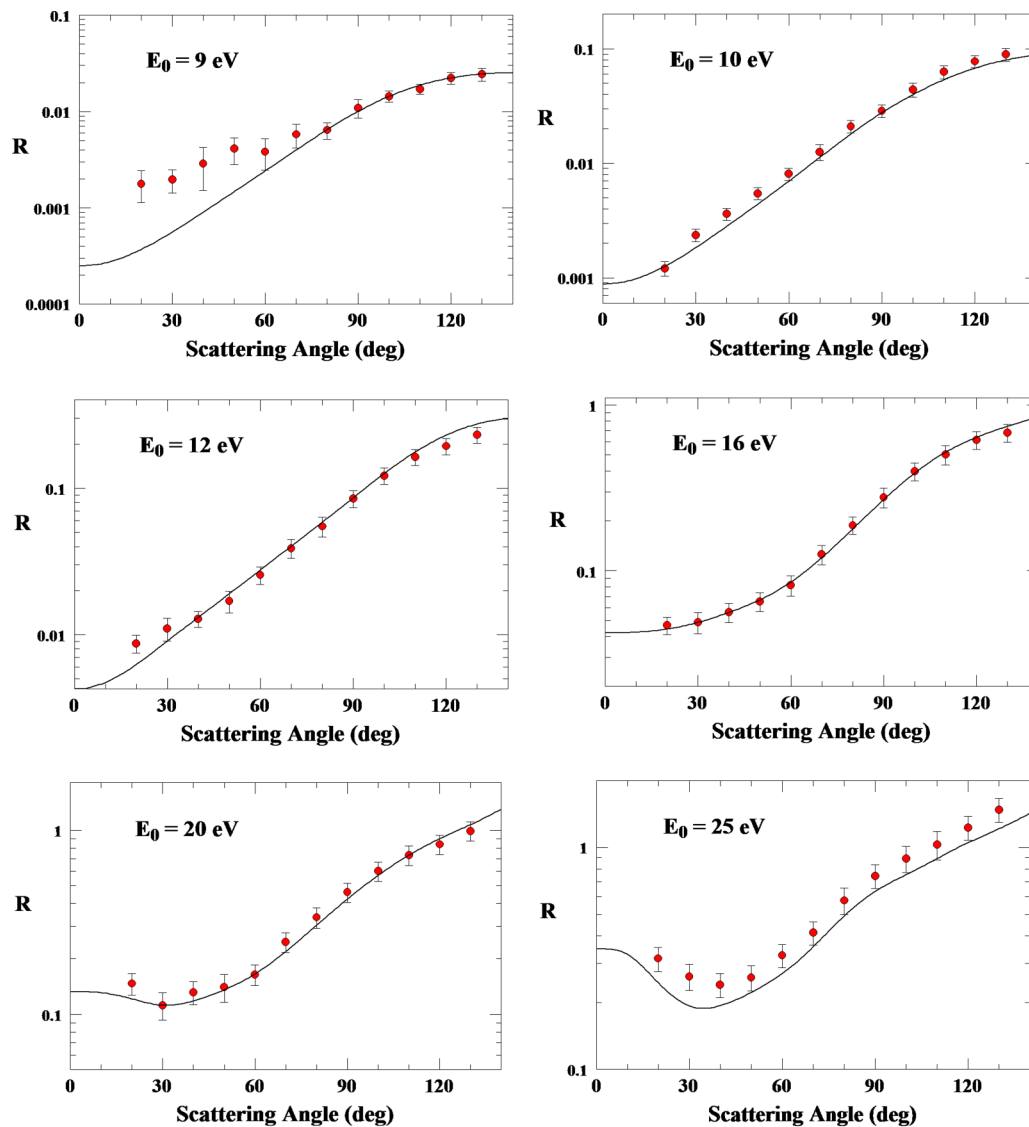 0.1
E₀ = 9 eV
0.01
R
0.001
0.0001
0 30 60 90 120
Scattering Angle (deg)
0.1
E₀ = 10 eV
0.01
R
0.001
0 30 60 90 120
Scattering Angle (deg)
E₀ = 12 eV
0.1
R
0.01
0 30 60 90 120
Scattering Angle (deg)
1
E₀ = 16 eV
R
0.1
0 30 60 90 120
Scattering Angle (deg)
1
E₀ = 20 eV
R
0.1
0 30 60 90 120
Scattering Angle (deg)
E₀ = 25 eV
1
R
0.1
0 30 60 90 120
Scattering Angle (deg)